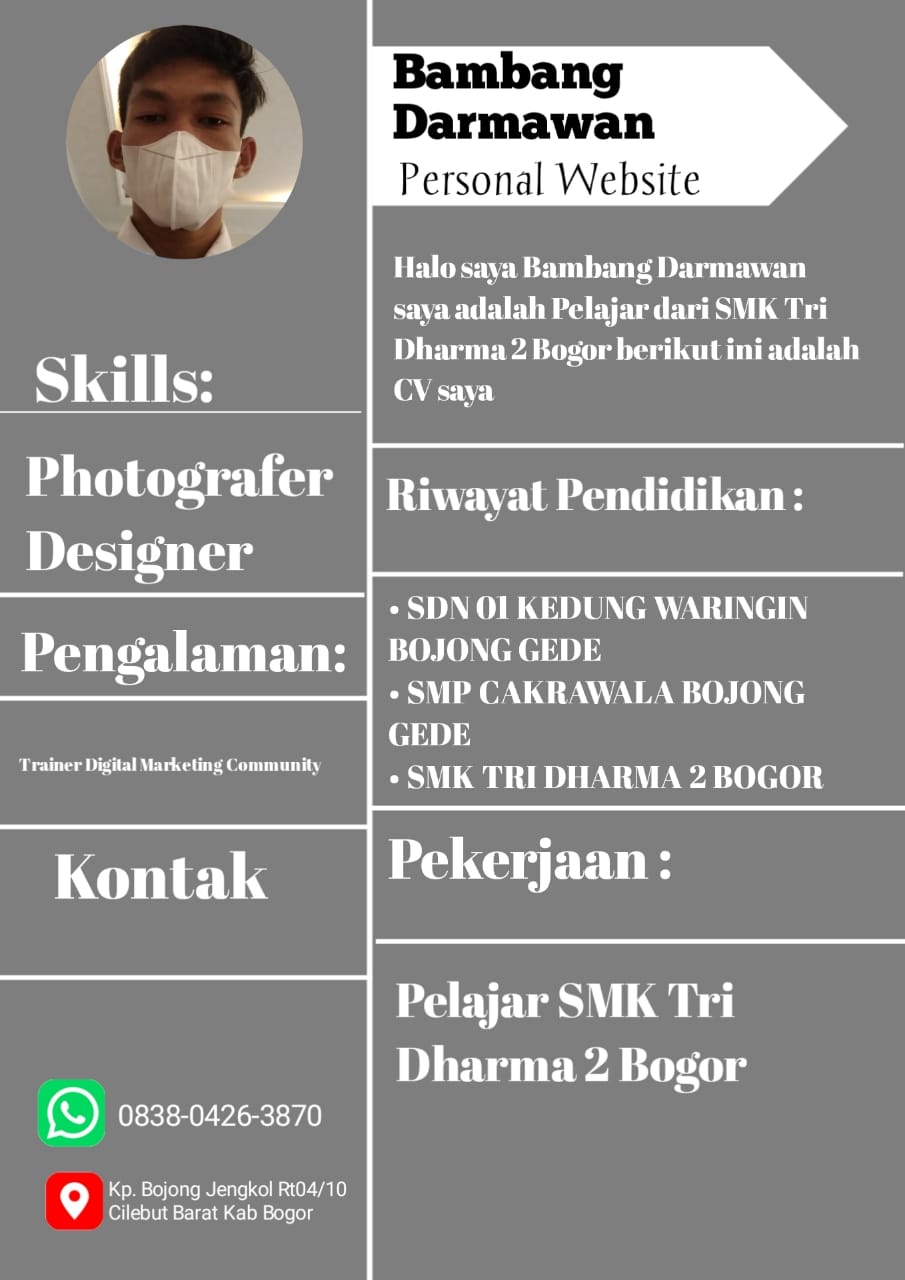 Bambang
Darmawan
Personal Website
Halo saya Bambang Darmawan
saya adalah Pelajar dari SMK Tri
Dharma 2 Bogor berikut ini adalah
CV saya
Skills:
Photografer
Designer
Pengalaman:
Trainer Digital Marketing Community
Kontak
0838-0426-3870
Kp. Bojong Jengkol Rt04/10
Cilebut Barat Kab Bogor
Riwayat Pendidikan :
• SDN 01 KEDUNG WARINGIN
BOJONG GEDE
• SMP CAKRAWALA BOJONG
GEDE
• SMK TRI DHARMA 2 BOGOR
Pekerjaan :
Pelajar SMK Tri
Dharma 2 Bogor